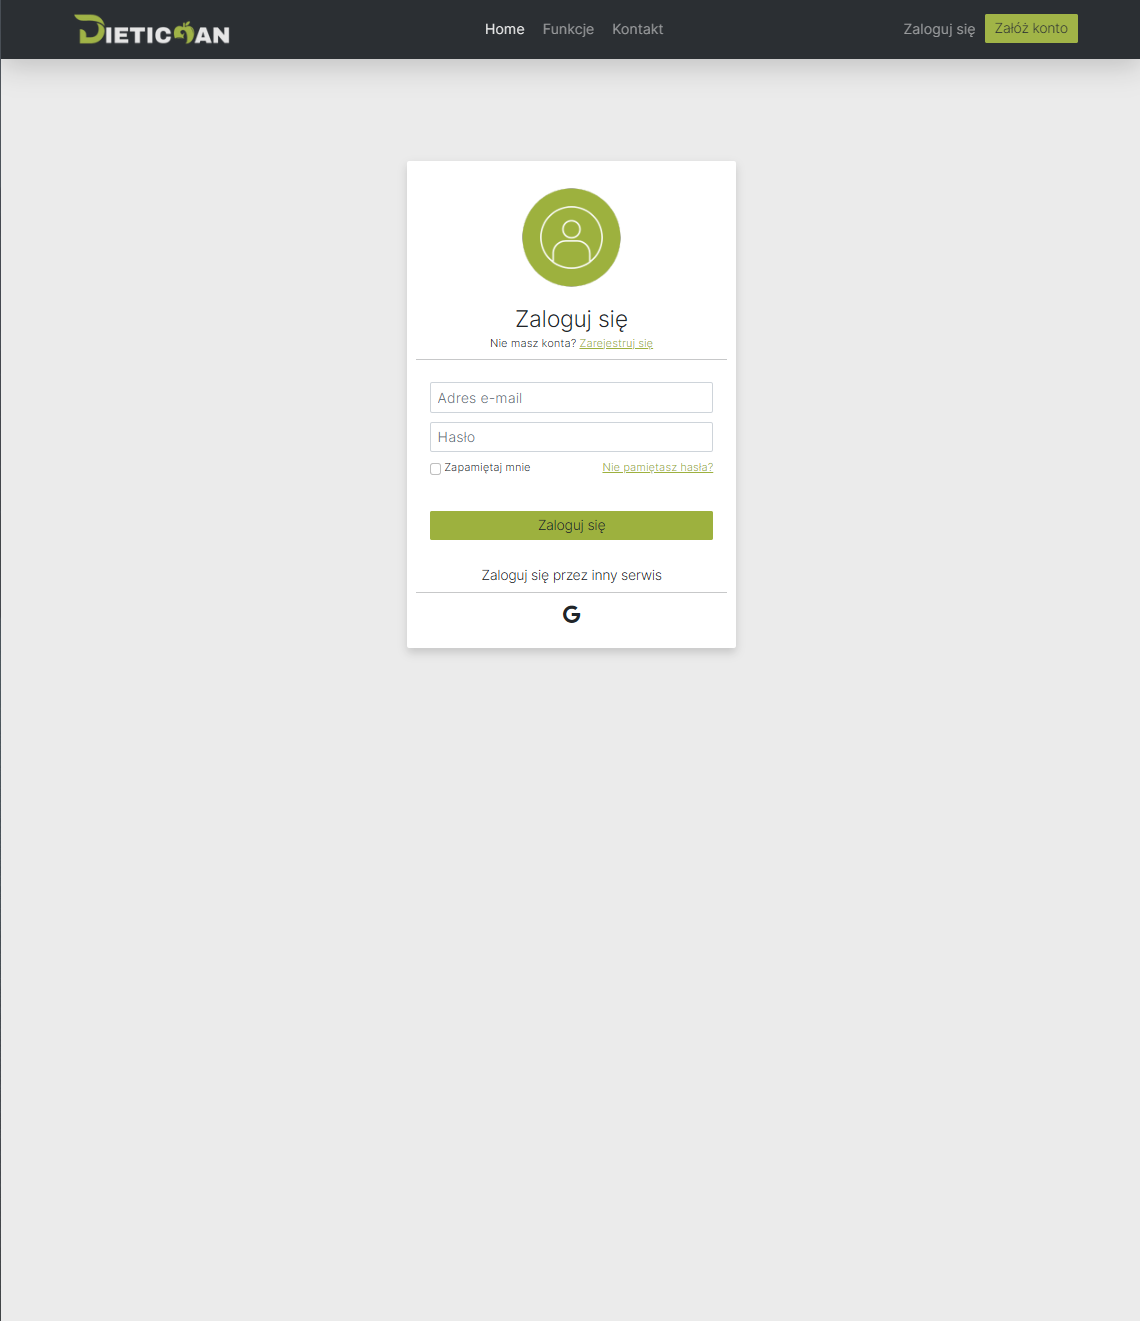 DIETICMAN
Home Funkcje Kontakt
Zaloguj się Załóż konto
Zaloguj się
Nie masz konta? Zarejestruj się
Adres e-mail
Hasło
Zapamiętaj mnie Nie pamiętasz hasła?
Zaloguj się
Zaloguj się przez inny serwis
G